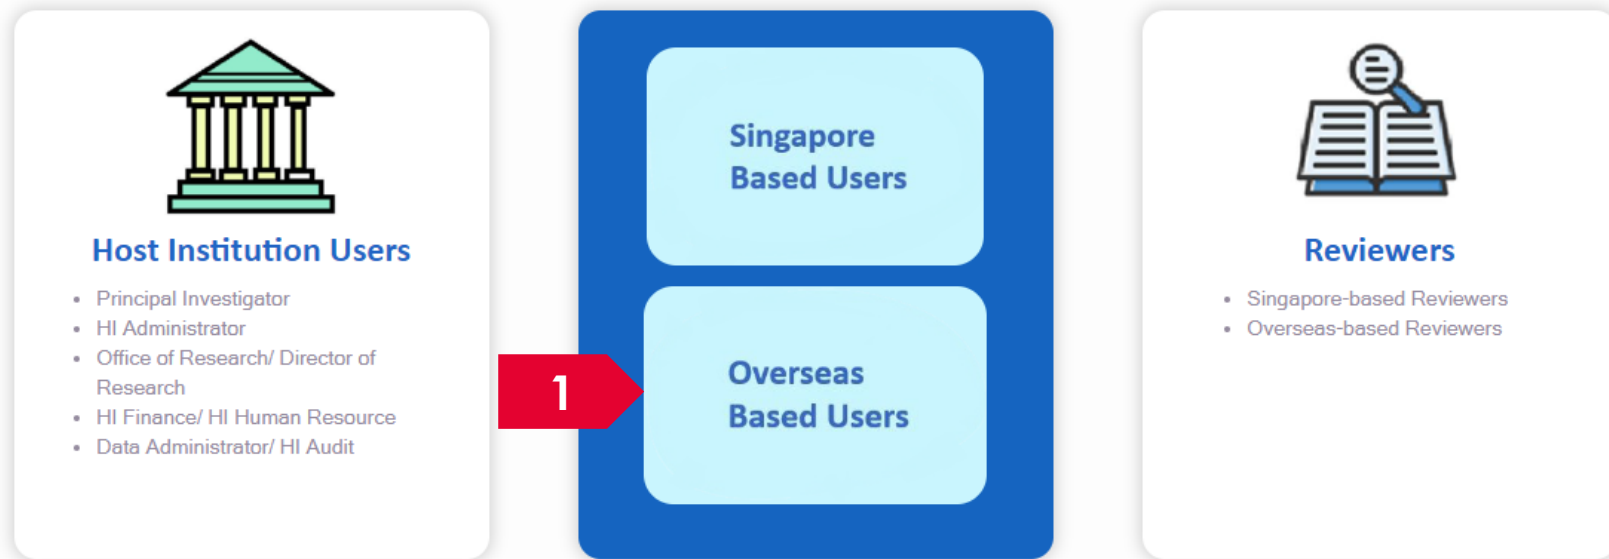 Host Institution Users
Principal Investigator
HI Administrator
Office of Research/ Director of
Research
HI Finance/ HI Human Resource
Data Administrator/ HI Audit
1
Singapore
Based Users
Overseas
Based Users
Reviewers
Singapore-based Reviewers
Overseas-based Reviewers